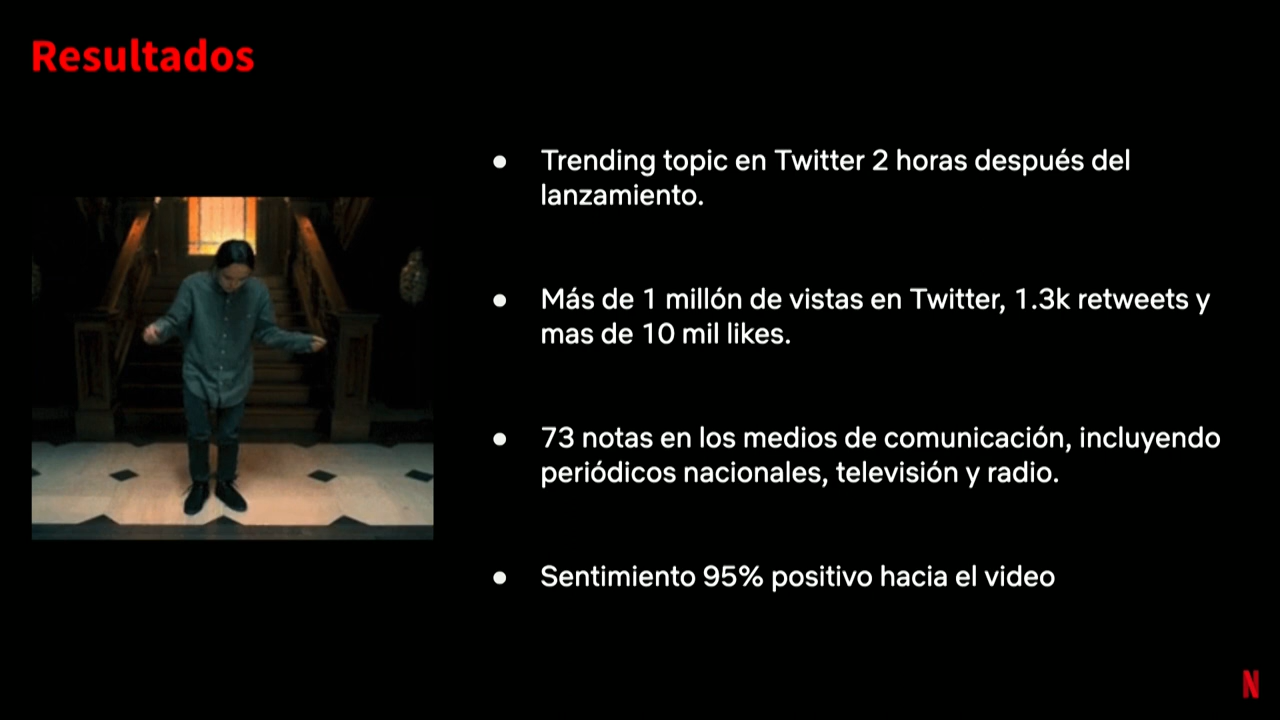 Resultados
● Trending topic en Twitter 2 horas después del
lanzamiento.
● Más de 1 millón de vistas en Twitter, 1.3k retweets y
mas de 10 mil likes.
● 73 notas en los medios de comunicación, incluyendo
periódicos nacionales, televisión y radio.
● Sentimiento 95% positivo hacia el video
N